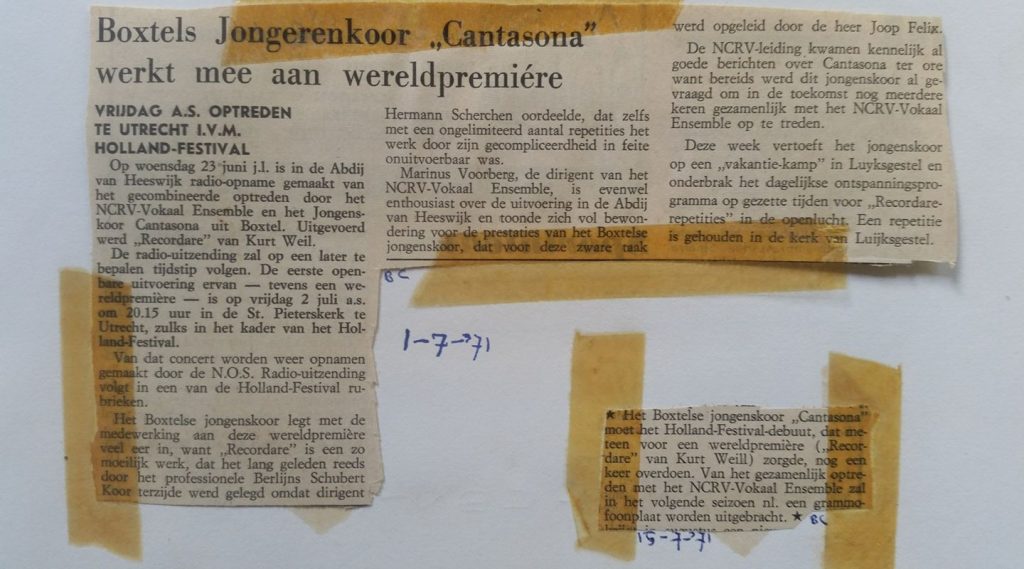 Boxtels Jongerenkoor „Cantasona”
werkt mee aan wereldpremiére
VRIJDAG A.S. OPTREDEN
TE UTRECHT I.V.M.
HOLLAND-FESTIVAL
Op woensdag 23 juni j.l. is in de Abdij
van Heeswijk radio-opname gemaakt van
het gecombineerde optreden door het
NCRV-Vokaal Ensemble en het Jongens-
koor Cantasona uit Boxtel. Uitgevoerd
werd „Recordare” van Kurt Weil.
De radio-uitzending zal op een later te
bepalen tijdstip volgen. De eerste open-
bare uitvoering ervan — tevens een we-
reldpremière — is op vrijdag 2 juli a.s.
om 20.15 uur in de St. Pieterskerk te
Utrecht, zulks in het kader van het Hol-
land-Festival.
Van dat concert worden weer opnamen
gemaakt door de N.O.S. Radio-uitzending
volgt in een van de Holland-Festival ru-
brieken.
Het Boxtelse jongenskoor legt met de
medewerking aan deze wereldpremière
veel eer in, want „Recordare” is een zo
moeilijk werk, dat het lang geleden reeds
door het professionele Berlijns Schubert
Koor terzijde werd gelegd omdat dirigent
Hermann Scherchen oordeelde, dat zelfs
met een ongelimiteerd aantal repetities het
werk door zijn gecompliceerdheid in feite
onuitvoerbaar was.
Marinus Voorberg, de dirigent van het
NCRV-Vokaal Ensemble, is evenwel
enthousiast over de uitvoering in de Abdij
van Heeswijk en toonde zich vol bewon-
dering voor de prestaties van het Boxtelse
jongenskoor, dat voor deze zware taak
werd opgeleid door de heer Joop Felix.
De NCRV-leiding kwamen kennelijk al
goede berichten over Cantasona ter ore
want bereids werd dit jongenskoor al ge-
vraagd om in de toekomst nog meerdere
keren gezamenlijk met het NCRV-Vokaal
Ensemble op te treden.
Deze week vertoeft het jongenskoor
op een „vakantie-kamp” in Luyksgestel en
onderbrak het dagelijkse ontspanningspro-
gramma op gezette tijden voor „Recordare-
repetities” in de openlucht. Een repetitie
is gehouden in de kerk van Luijksgestel.
BC
1-7-'71
★ Het Boxtelse jongenskoor „Cantasona”
moet het Holland-Festival-debuut, dat me-
teen voor een wereldpremière („Recor-
dare” van Kurt Weill) zorgde, nog een
keer overdoen. Van het gezamenlijk optre-
den met het NCRV-Vokaal Ensemble zal
in het volgende seizoen nl. een grammo-
foonplaat worden uitgebracht. ★
BC
15-7-'71